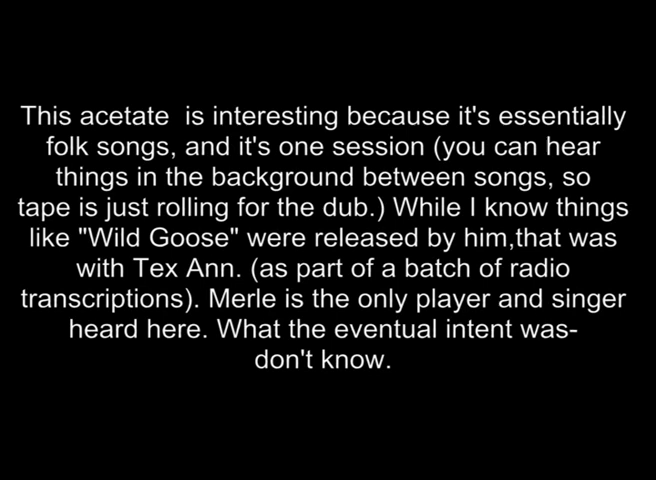 This acetate  is interesting because it's essentially
folk songs, and it's one session (you can hear
things in the background between songs, so
tape is just rolling for the dub.) While I know things
like "Wild Goose" were released by him,that was
with Tex Ann. (as part of a batch of radio
transcriptions). Merle is the only player and singer
heard here. What the eventual intent was-
don't know.